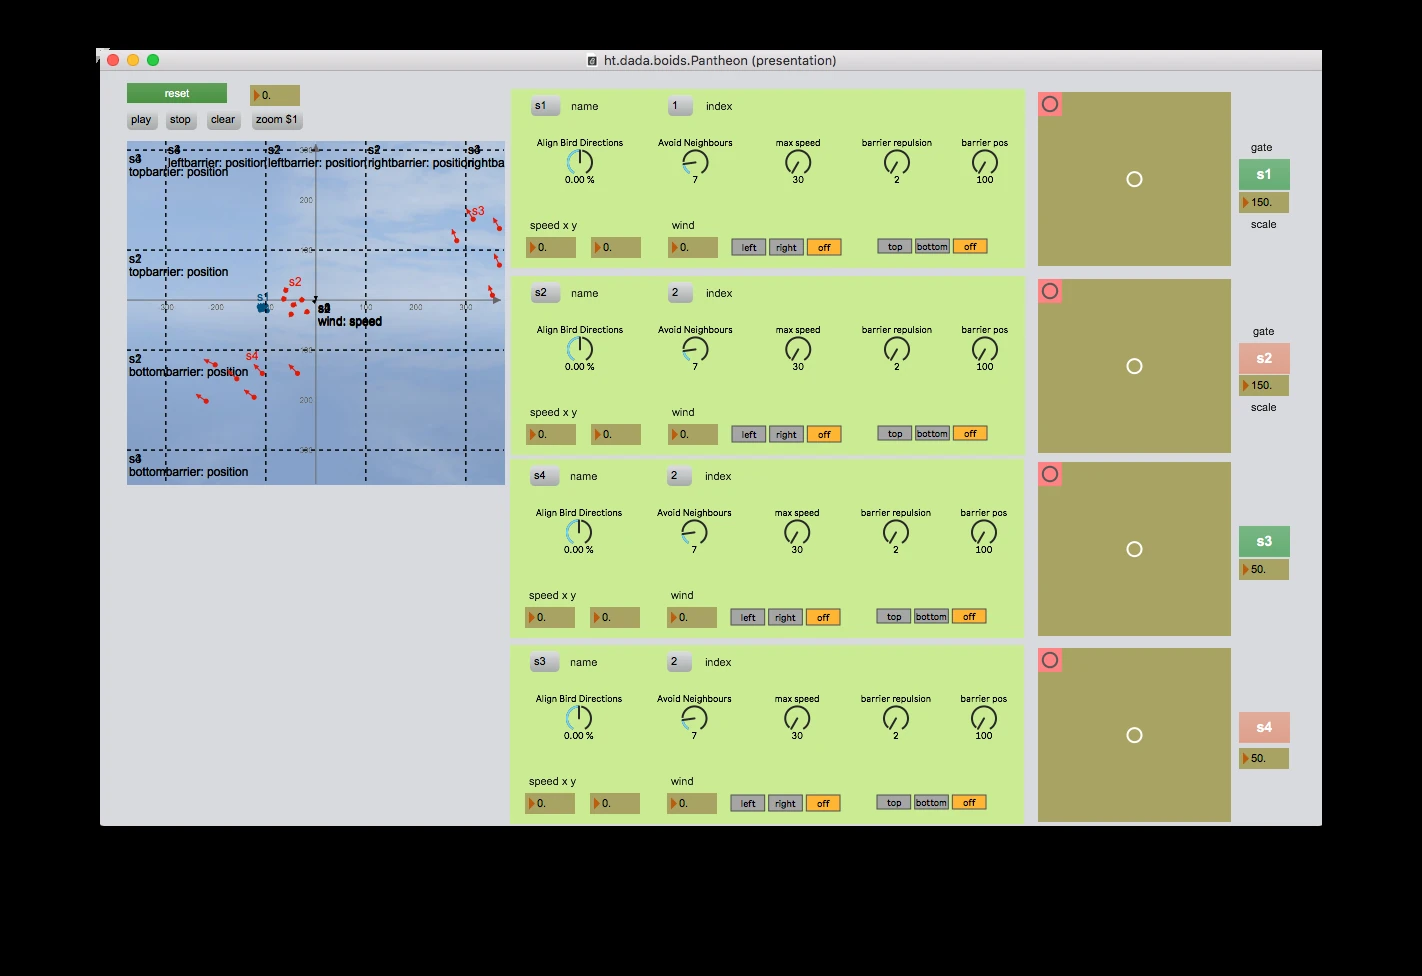 ht.dada.boids.Pantheon (presentation)
reset
0.
play stop clear zoom $1
leftbarrier: position leftbarrier: position rightbarrier: position rightba
topbarrier: position
200
s3
s2
topbarrier: position
s2
300 200 100 200 300
wind: speed
s2
bottombarrier: position
s4
200
bottombarrier: position
s1 name 1 index
Align Bird Directions Avoid Neighbours max speed barrier repulsion barrier pos
0.00 % 7 30 2 100
speed x y wind
0. 0. 0. left right off top bottom off
s2 name 2 index
Align Bird Directions Avoid Neighbours max speed barrier repulsion barrier pos
0.00 % 7 30 2 100
speed x y wind
0. 0. 0. left right off top bottom off
s4 name 2 index
Align Bird Directions Avoid Neighbours max speed barrier repulsion barrier pos
0.00 % 7 30 2 100
speed x y wind
0. 0. 0. left right off top bottom off
s3 name 2 index
Align Bird Directions Avoid Neighbours max speed barrier repulsion barrier pos
0.00 % 7 30 2 100
speed x y wind
0. 0. 0. left right off top bottom off
gate
s1
150.
scale
gate
s2
150.
scale
s3
50.
s4
50.